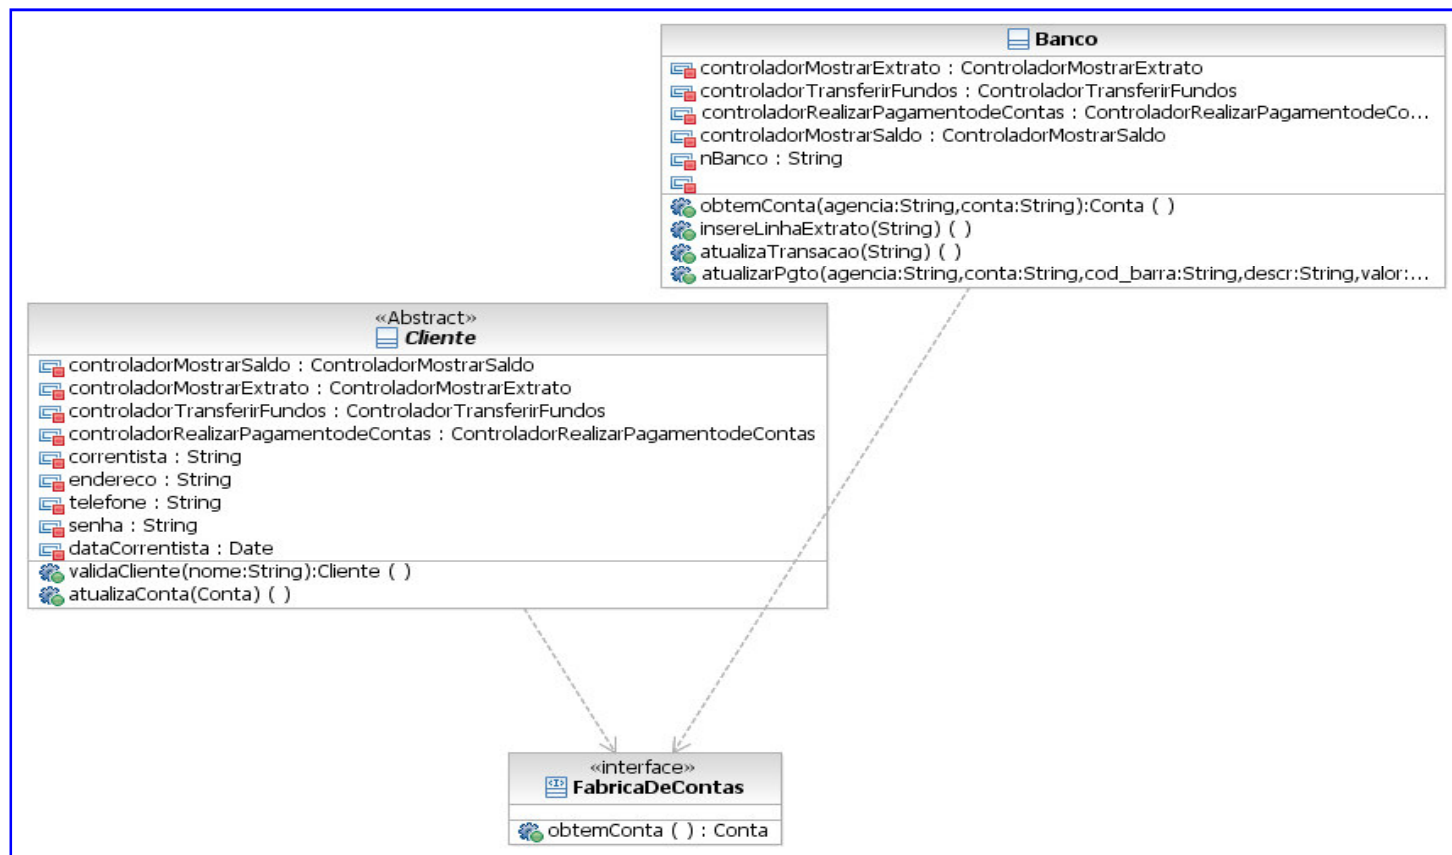 Banco
controladorMostrarExtrato : ControladorMostrarExtrato
controladorTransferirFundos : ControladorTransferirFundos
controladorRealizarPagamentodeContas : ControladorRealizarPagamentodeCo...
controladorMostrarSaldo : ControladorMostrarSaldo
nBanco : String
obtemConta(agencia:String,conta:String):Conta ( )
insereLinhaExtrato(String) ( )
atualizaTransacao(String) ( )
atualizarPgto(agencia:String,conta:String,cod_barra:String,descr:String,valor:...
«Abstract»
Cliente
controladorMostrarSaldo : ControladorMostrarSaldo
controladorMostrarExtrato : ControladorMostrarExtrato
controladorTransferirFundos : ControladorTransferirFundos
controladorRealizarPagamentodeContas : ControladorRealizarPagamentodeContas
correntista : String
endereco : String
telefone : String
senha : String
dataCorrentista : Date
validaCliente(nome:String):Cliente ( )
atualizaConta(Conta) ( )
«interface»
FabricaDeContas
obtemConta ( ) : Conta